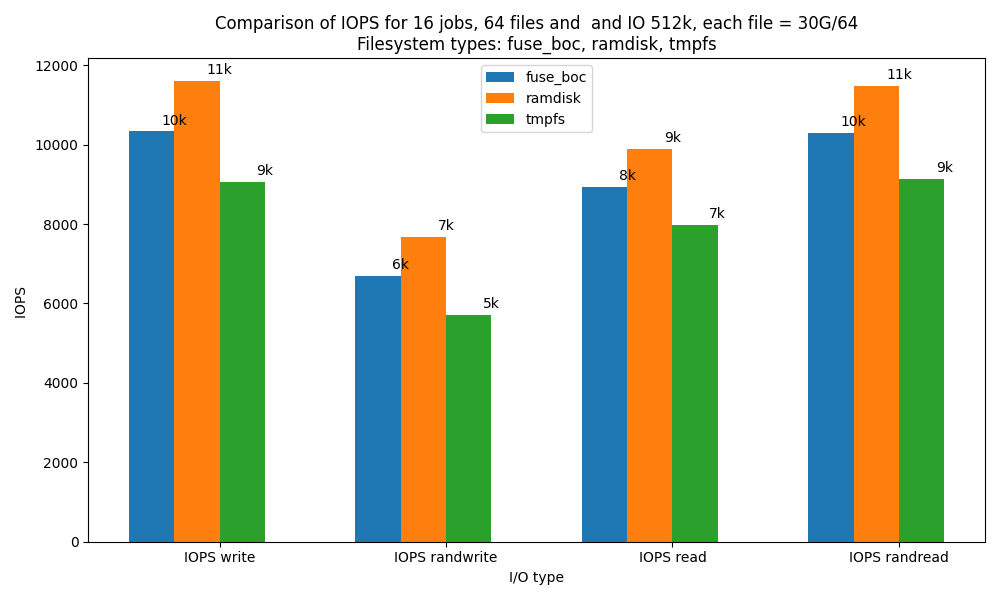 Comparison of IOPS for 16 jobs, 64 files and  and IO 512k, each file = 30G/64
Filesystem types: fuse_boc, ramdisk, tmpfs
12000
10000
8000
6000
4000
2000
0
IOPS
fuse_boc
ramdisk
tmpfs
10k
11k
9k
6k
7k
5k
8k
9k
7k
10k
11k
9k
IOPS write
IOPS randwrite
IOPS read
IOPS randread
I/O type